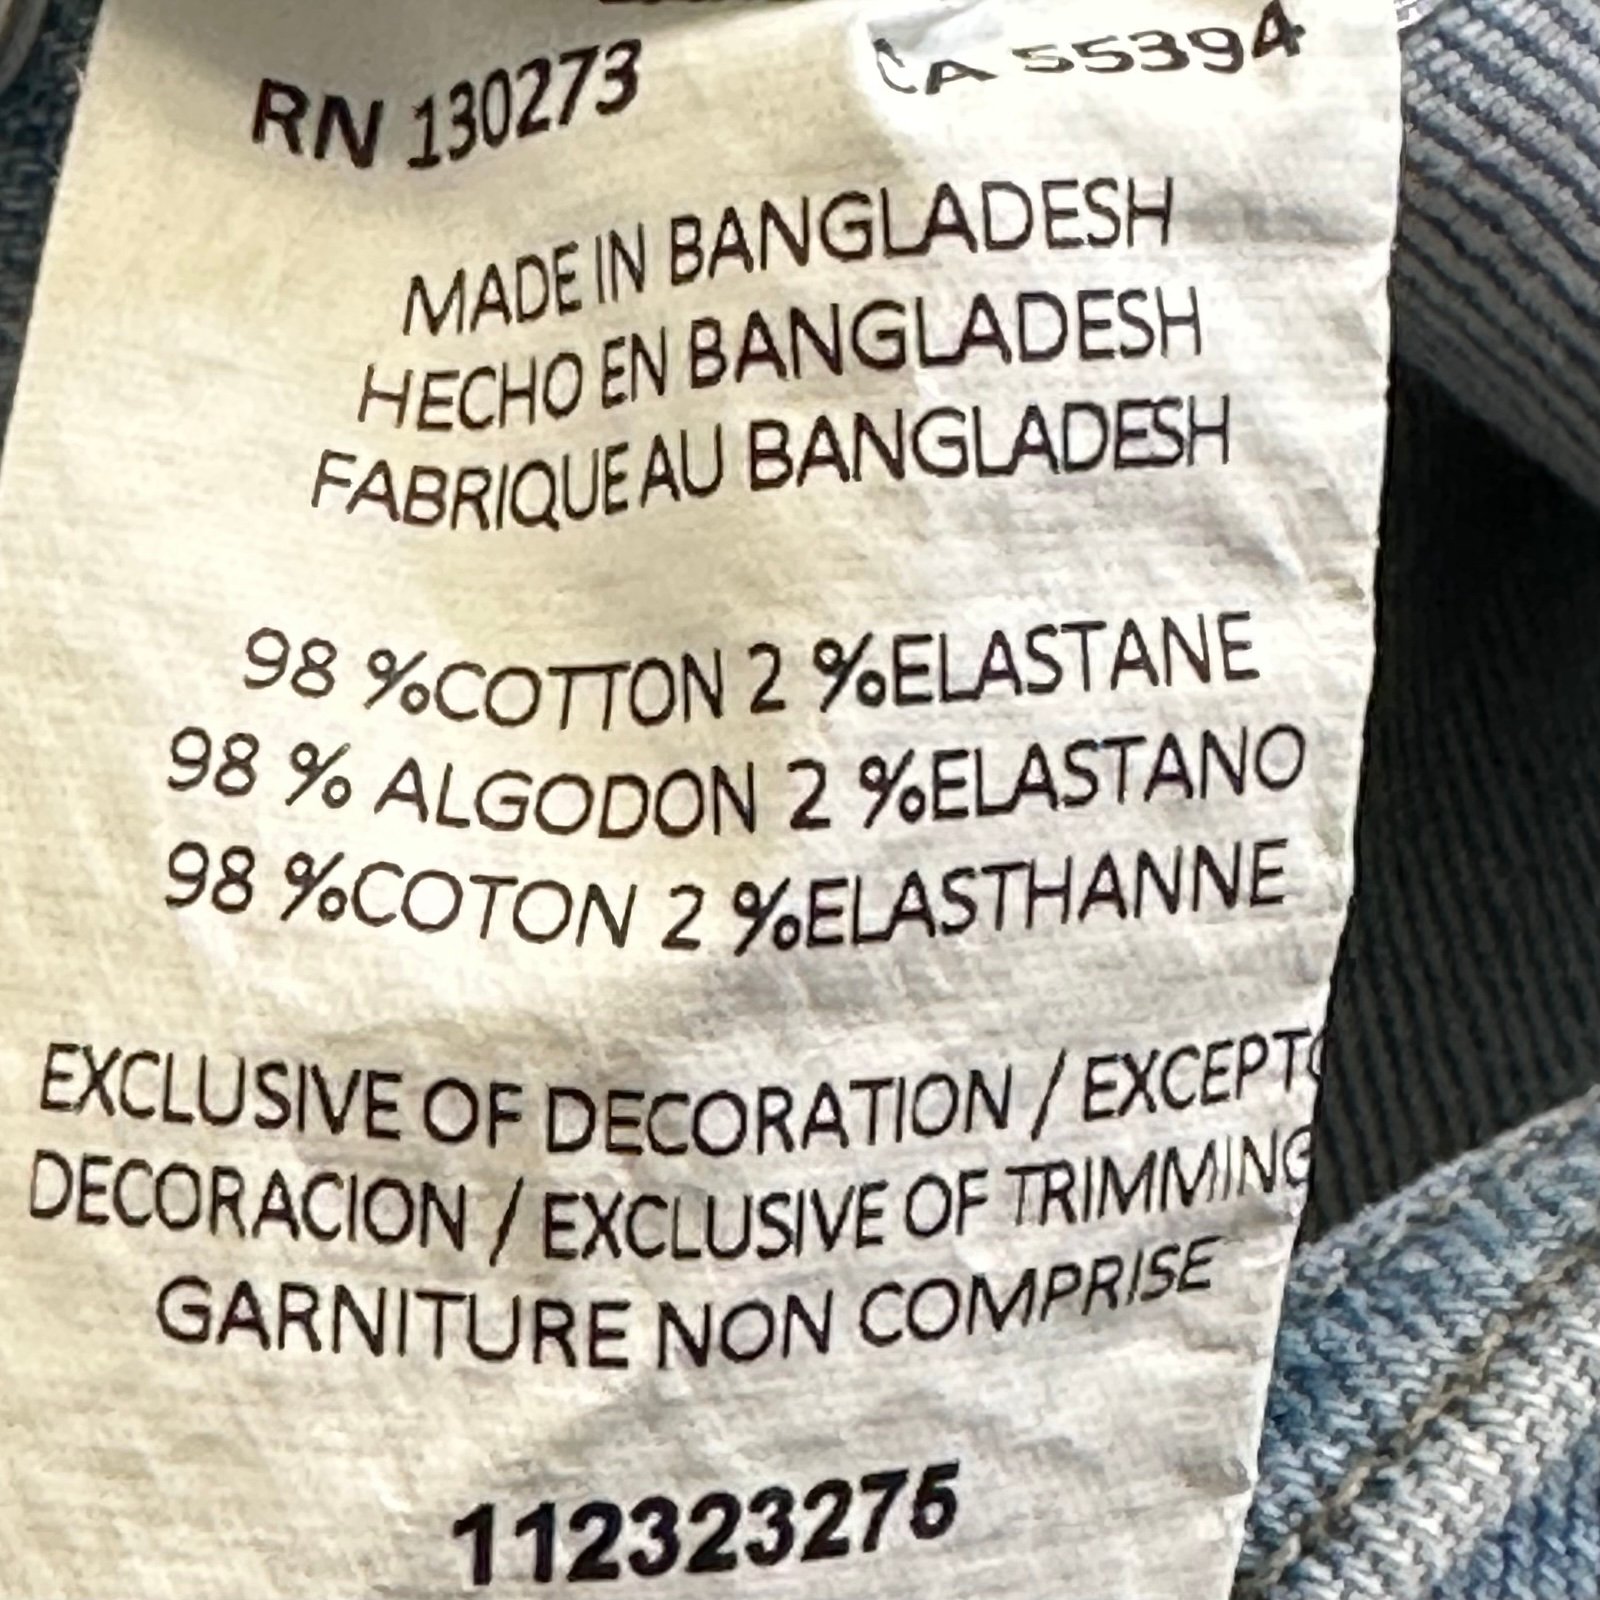 RN 130273 CA 55394
MADE IN BANGLADESH
HECHO EN BANGLADESH
FABRIQUE AU BANGLADESH
98 %COTTON 2 %ELASTANE
98 % ALGODON 2 %ELASTANO
98 %COTON 2 %ELASTHANNE
EXCLUSIVE OF DECORATION / EXCEPTO
DECORACION / EXCLUSIVE OF TRIMMING
GARNITURE NON COMPRISE
112323275